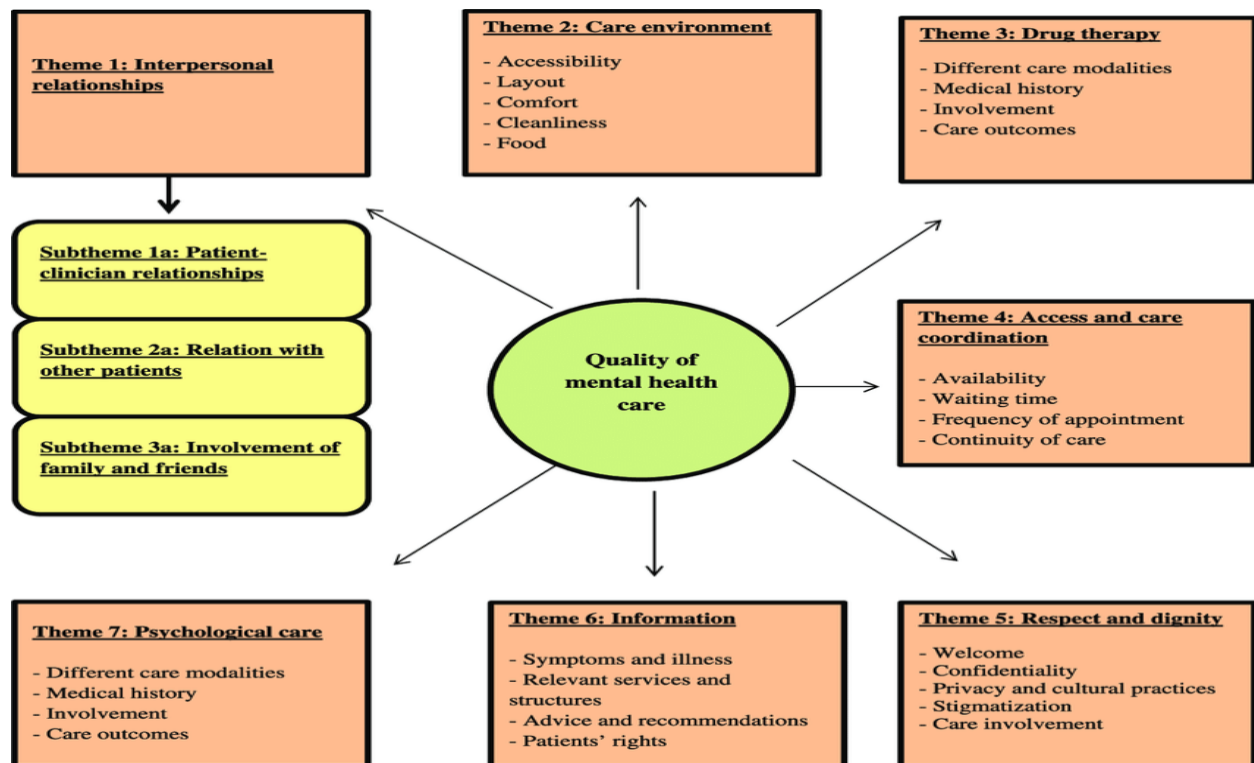 Theme 1: Interpersonal
relationships
Subtheme 1a: Patient-
clinician relationships
Subtheme 2a: Relation with
other patients
Subtheme 3a: Involvement of
family and friends
Theme 2: Care environment
- Accessibility
- Layout
- Comfort
- Cleanliness
- Food
Theme 3: Drug therapy
- Different care modalities
- Medical history
- Involvement
- Care outcomes
Quality of
mental health
care
Theme 4: Access and care
coordination
- Availability
- Waiting time
- Frequency of appointment
- Continuity of care
Theme 7: Psychological care
- Different care modalities
- Medical history
- Involvement
- Care outcomes
Theme 6: Information
- Symptoms and illness
- Relevant services and
structures
- Advice and recommendations
- Patients’ rights
Theme 5: Respect and dignity
- Welcome
- Confidentiality
- Privacy and cultural practices
- Stigmatization
- Care involvement